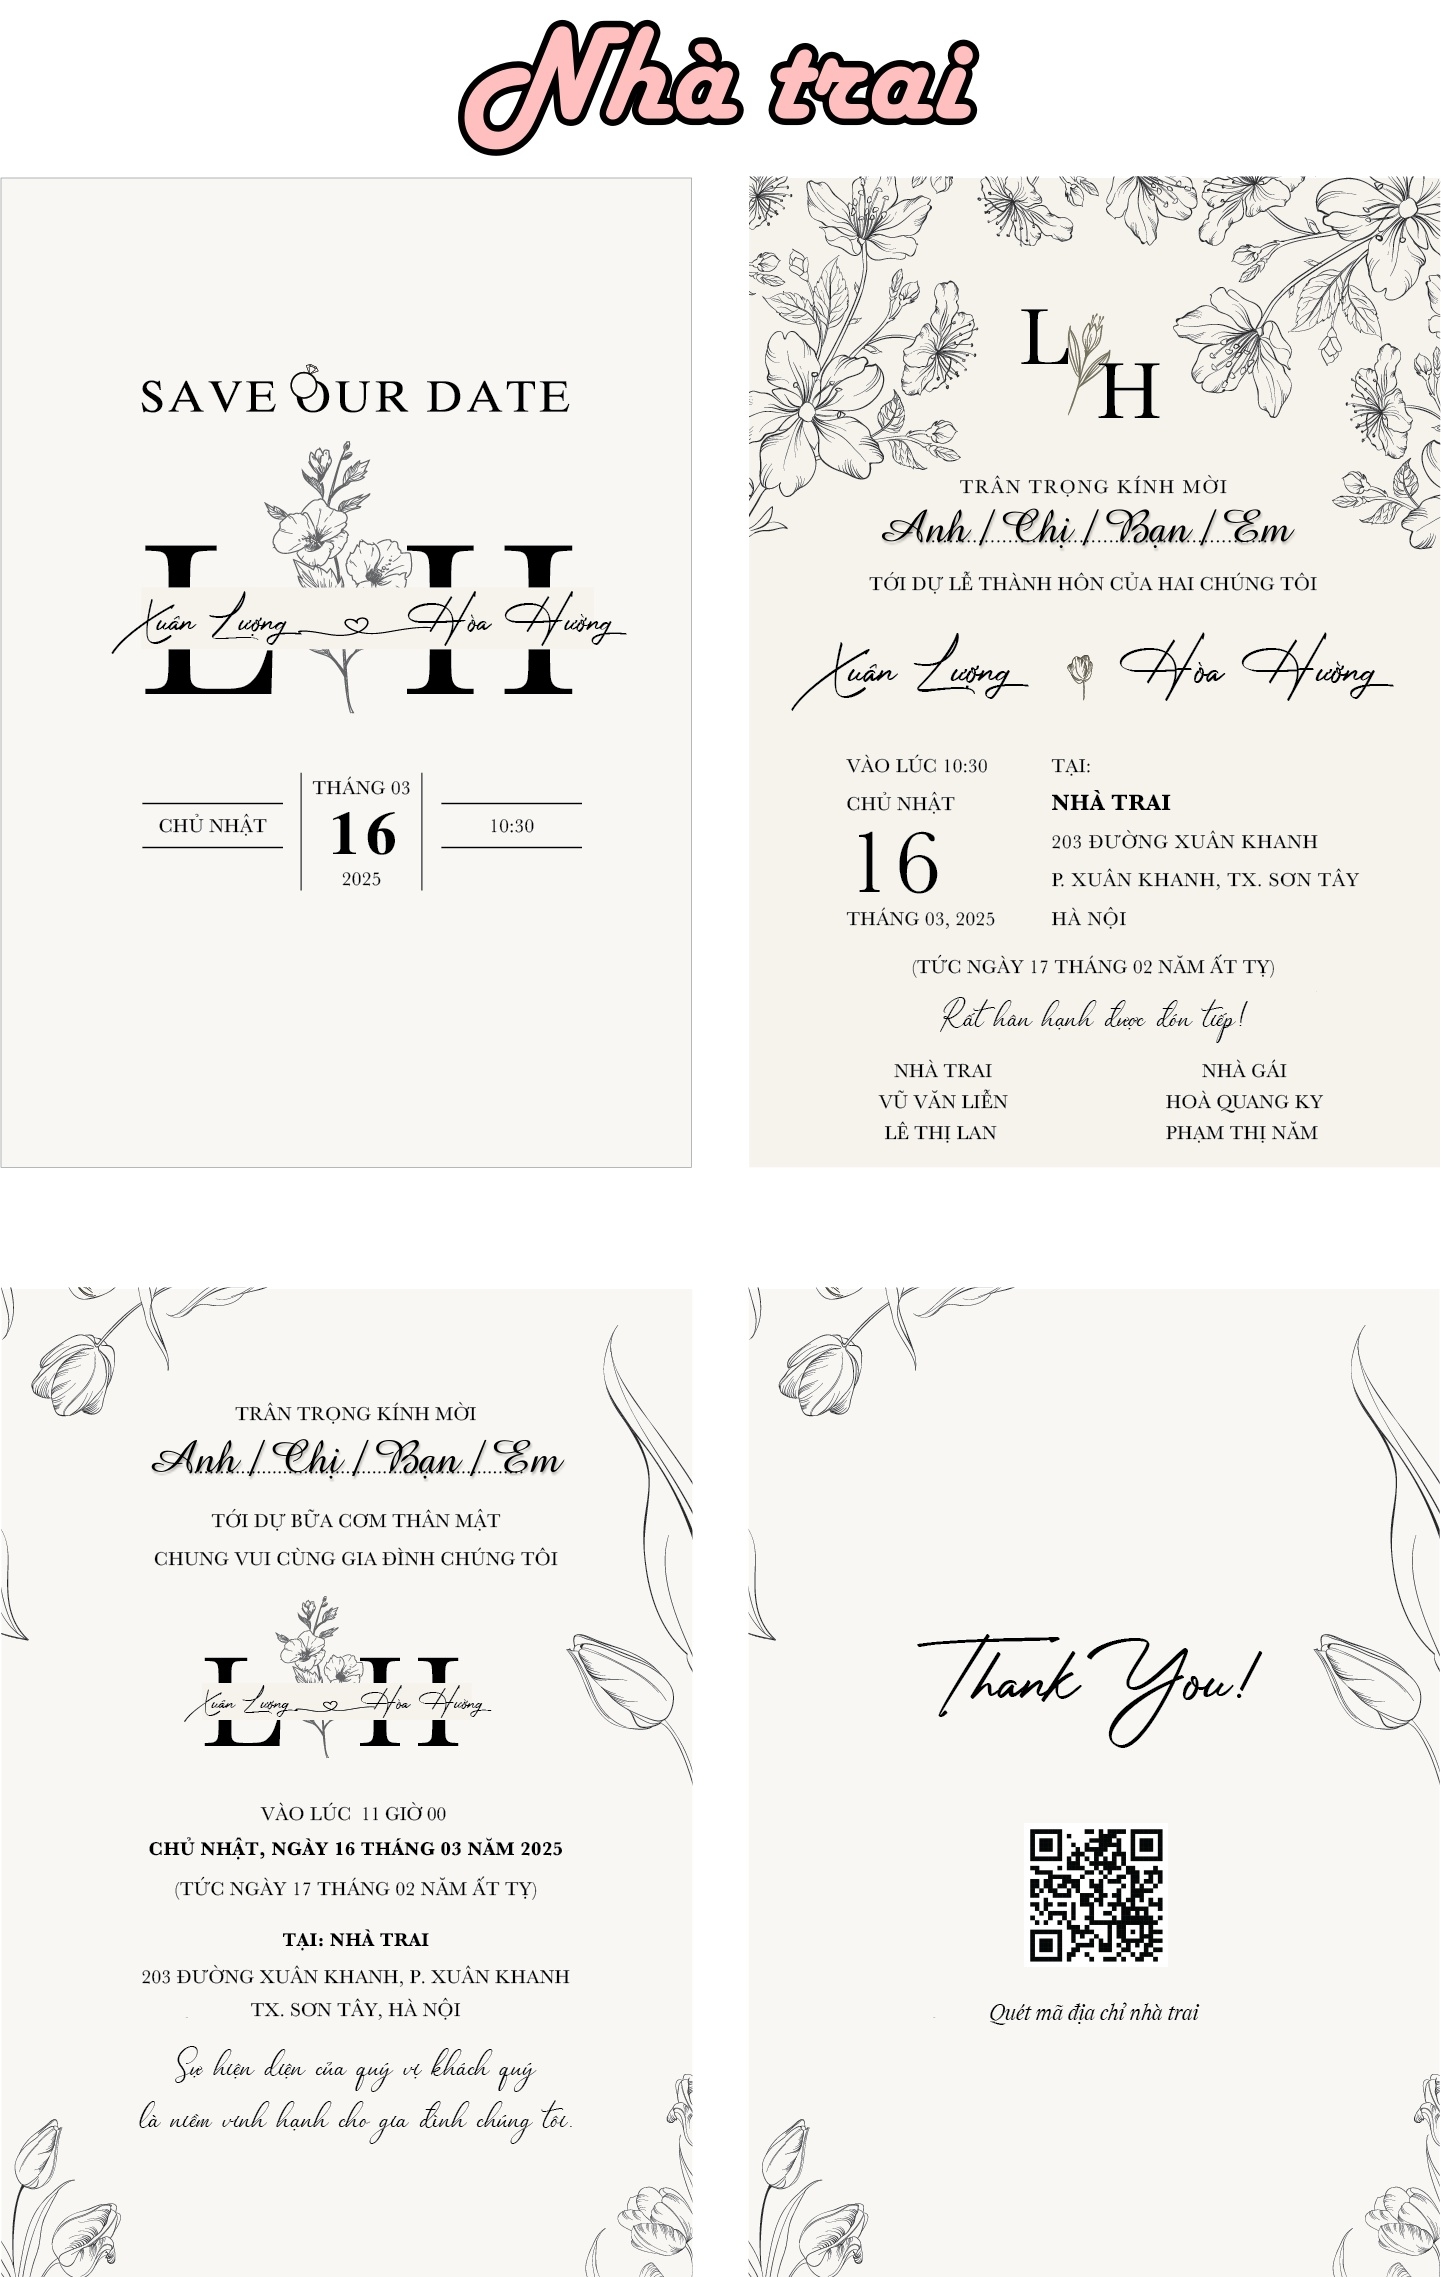 Nhà trai
SAVE OUR DATE
L H
Xuân Lượng Hòa Hường
THÁNG 03
CHỦ NHẬT 16 10:30
2025
L
H
TRÂN TRỌNG KÍNH MỜI
Anh / Chị / Bạn / Em
TỚI DỰ LỄ THÀNH HÔN CỦA HAI CHÚNG TÔI
Xuân Lượng Hòa Hường
VÀO LÚC 10:30
CHỦ NHẬT
16
THÁNG 03, 2025
TẠI:
NHÀ TRAI
203 ĐƯỜNG XUÂN KHANH
P. XUÂN KHANH, TX. SƠN TÂY
HÀ NỘI
(TỨC NGÀY 17 THÁNG 02 NĂM ẤT TỴ)
Rất hân hạnh được đón tiếp!
NHÀ TRAI
VŨ VĂN LIỄN
LÊ THỊ LAN
NHÀ GÁI
HOÀ QUANG KY
PHẠM THỊ NĂM
TRÂN TRỌNG KÍNH MỜI
Anh / Chị / Bạn / Em
TỚI DỰ BỮA CƠM THÂN MẬT
CHUNG VUI CÙNG GIA ĐÌNH CHÚNG TÔI
L H
Xuân Lượng Hòa Hường
VÀO LÚC 11 GIỜ 00
CHỦ NHẬT, NGÀY 16 THÁNG 03 NĂM 2025
(TỨC NGÀY 17 THÁNG 02 NĂM ẤT TỴ)
TẠI: NHÀ TRAI
203 ĐƯỜNG XUÂN KHANH, P. XUÂN KHANH
TX. SƠN TÂY, HÀ NỘI
Sự hiện diện của quý vị khách quý
là niềm vinh hạnh cho gia đình chúng tôi.
Thank You!
Quét mã địa chỉ nhà trai